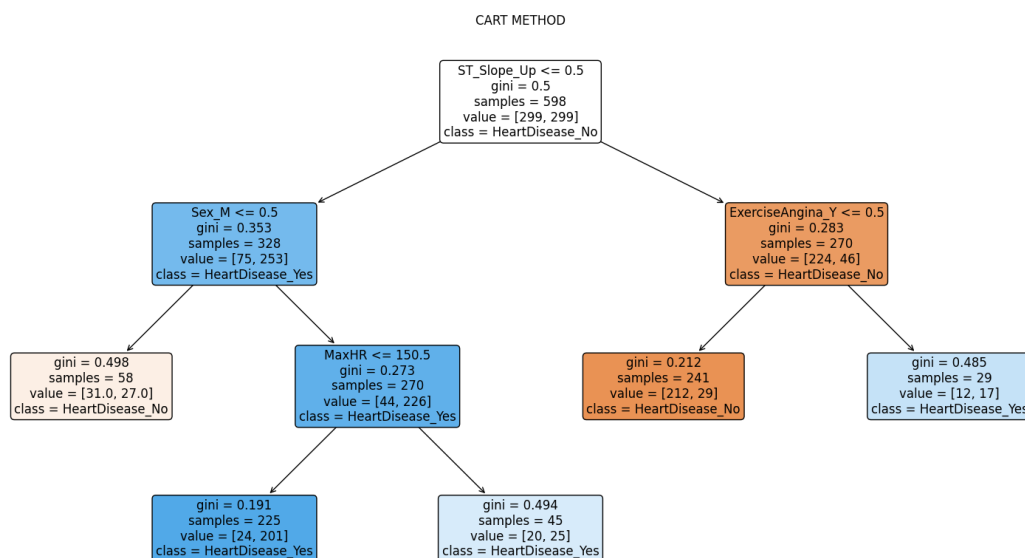 CART METHOD
ST_Slope_Up <= 0.5
gini = 0.5
samples = 598
value = [299, 299]
class = HeartDisease_No
Sex_M <= 0.5
gini = 0.353
samples = 328
value = [75, 253]
class = HeartDisease_Yes
ExerciseAngina_Y <= 0.5
gini = 0.283
samples = 270
value = [224, 46]
class = HeartDisease_No
gini = 0.498
samples = 58
value = [31.0, 27.0]
class = HeartDisease_No
MaxHR <= 150.5
gini = 0.273
samples = 270
value = [44, 226]
class = HeartDisease_Yes
gini = 0.212
samples = 241
value = [212, 29]
class = HeartDisease_No
gini = 0.485
samples = 29
value = [12, 17]
class = HeartDisease_Yes
gini = 0.191
samples = 225
value = [24, 201]
class = HeartDisease_Yes
gini = 0.494
samples = 45
value = [20, 25]
class = HeartDisease_Yes